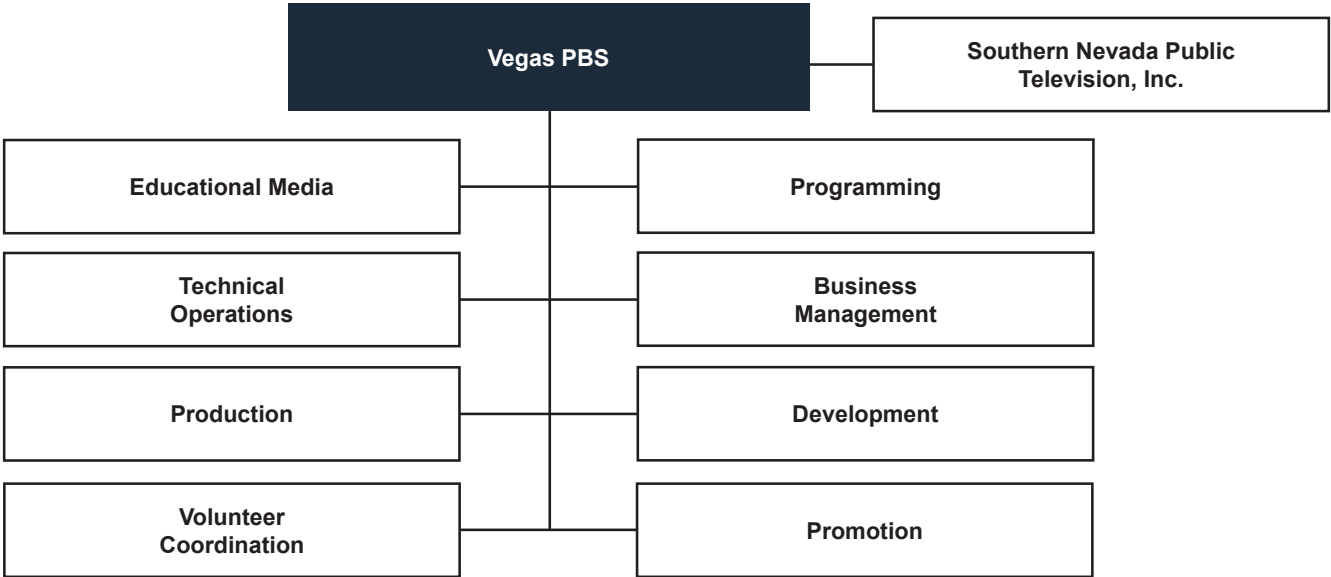 Vegas PBS
Southern Nevada Public
Television, Inc.
Educational Media
Programming
Technical
Operations
Business
Management
Production
Development
Volunteer
Coordination
Promotion